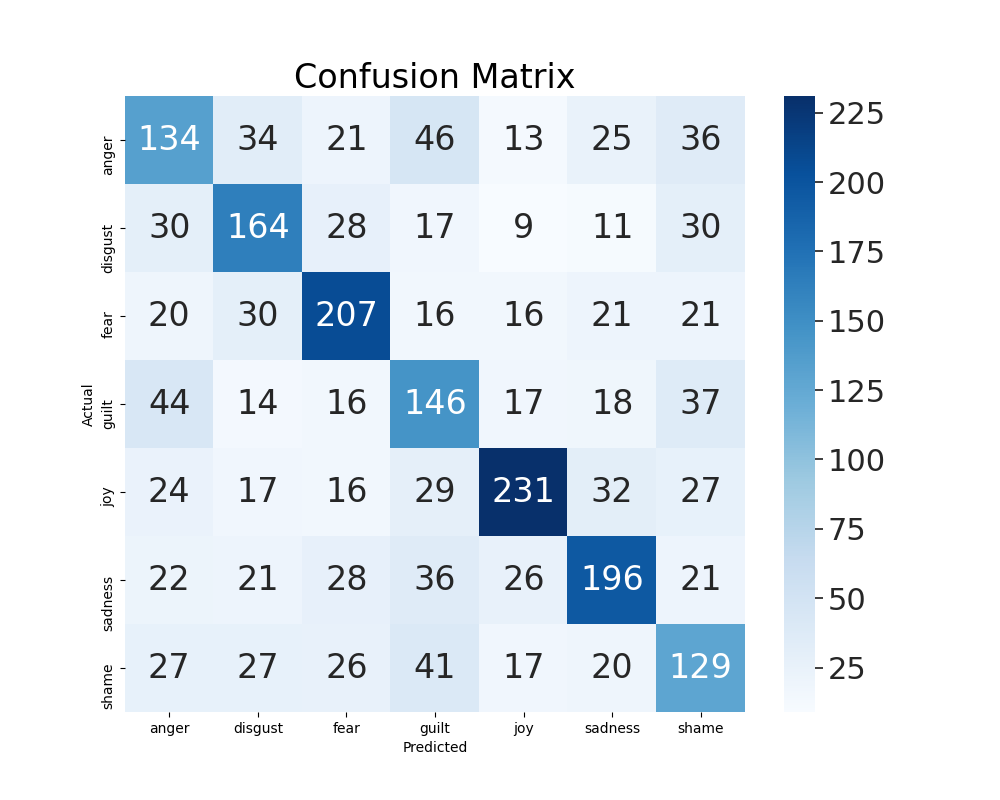 Confusion Matrix
anger 134 34 21 46 13 25 36
disgust 30 164 28 17 9 11 30
fear 20 30 207 16 16 21 21
Actual
guilt 44 14 16 146 17 18 37
joy 24 17 16 29 231 32 27
sadness 22 21 28 36 26 196 21
shame 27 27 26 41 17 20 129
anger disgust fear guilt joy sadness shame
Predicted
225
200
175
150
125
100
75
50
25